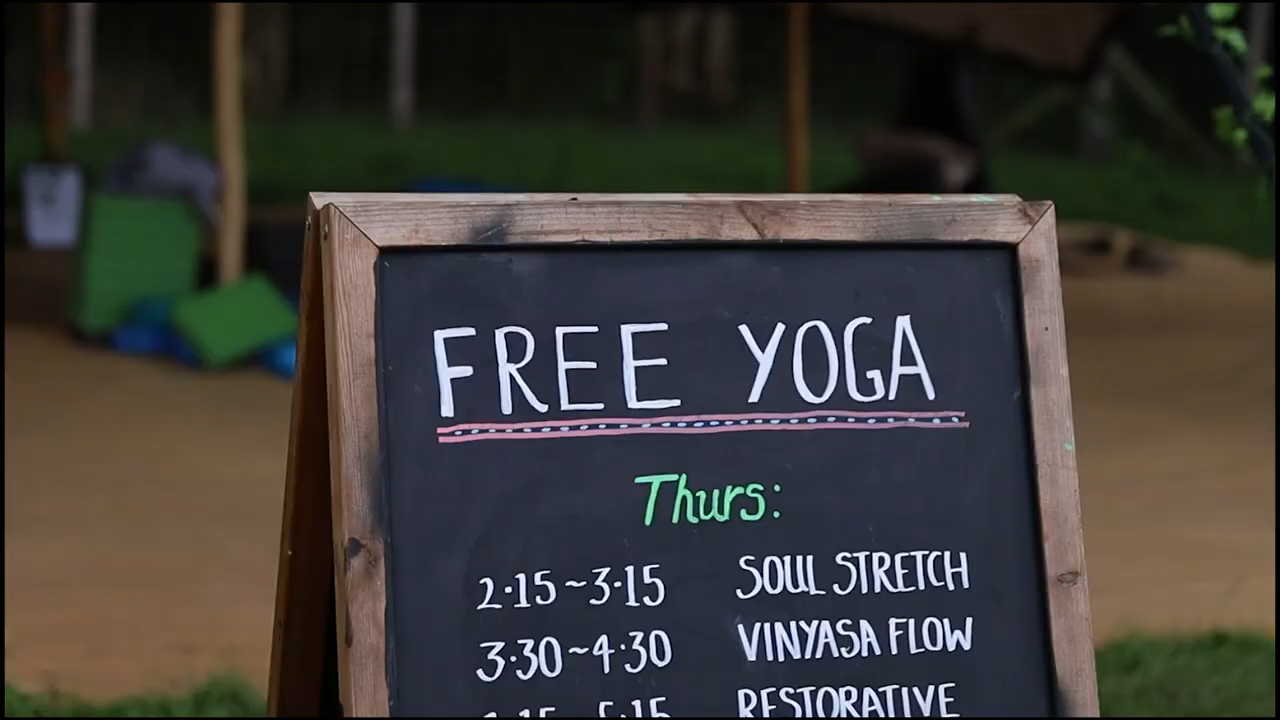 FREE YOGA
Thurs:
2·15~3·15 SOUL STRETCH
3·30~4·30 VINYASA FLOW
RESTORATIVE